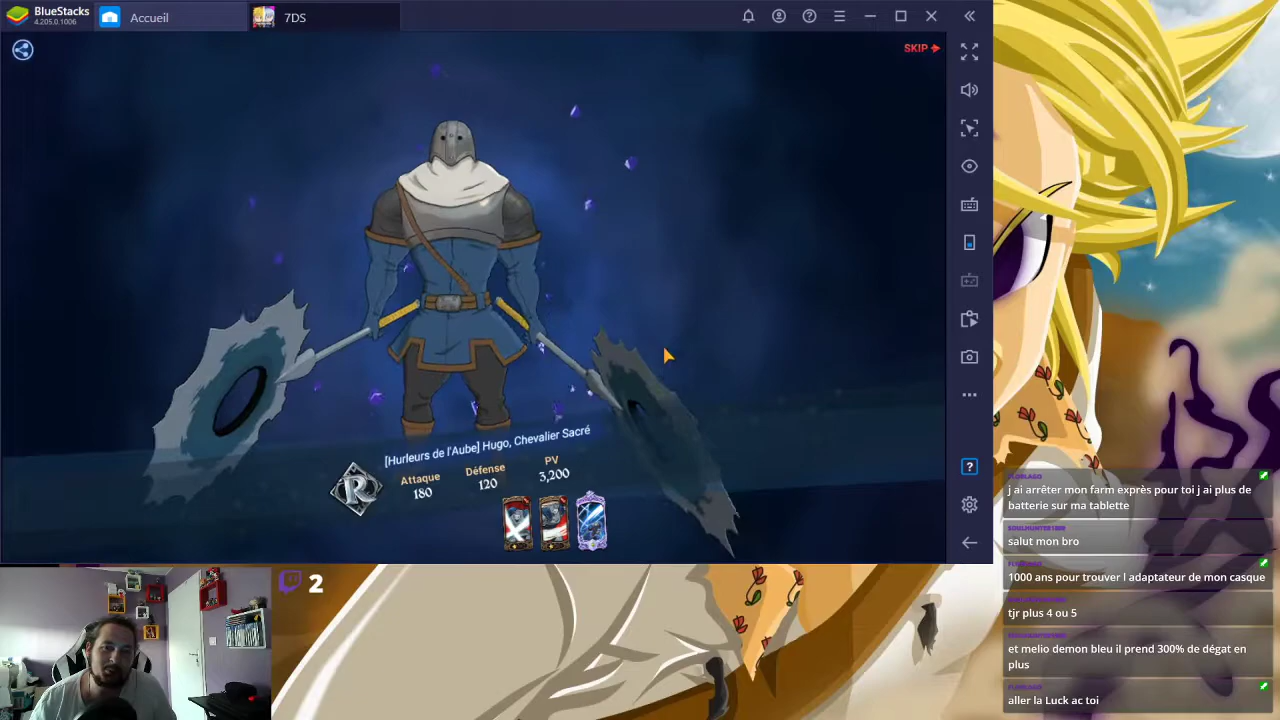 BlueStacks
4.205.0.1006
Accueil
7DS
SKIP
[Hurleurs de l'Aube] Hugo, Chevalier Sacré
R
Attaque
180
Défense
120
PV
3,200
j ai arrêter mon farm exprès pour toi j ai plus de
batterie sur ma tablette
salut mon bro
1000 ans pour trouver l adaptateur de mon casque
tjr plus 4 ou 5
et melio demon bleu il prend 300% de dégat en
plus
aller la Luck ac toi
2